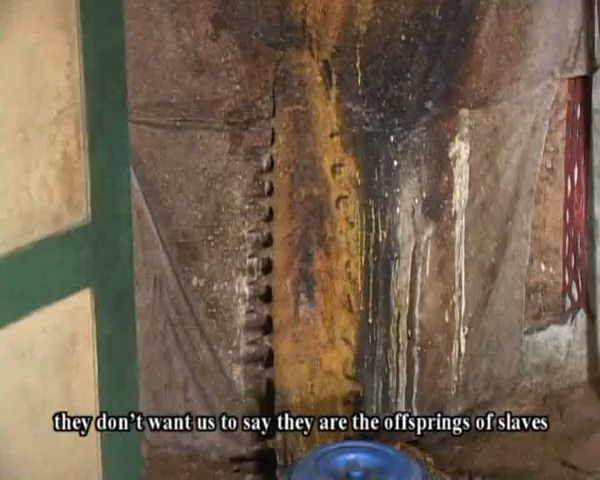 they don't want us to say they are the offsprings of slaves